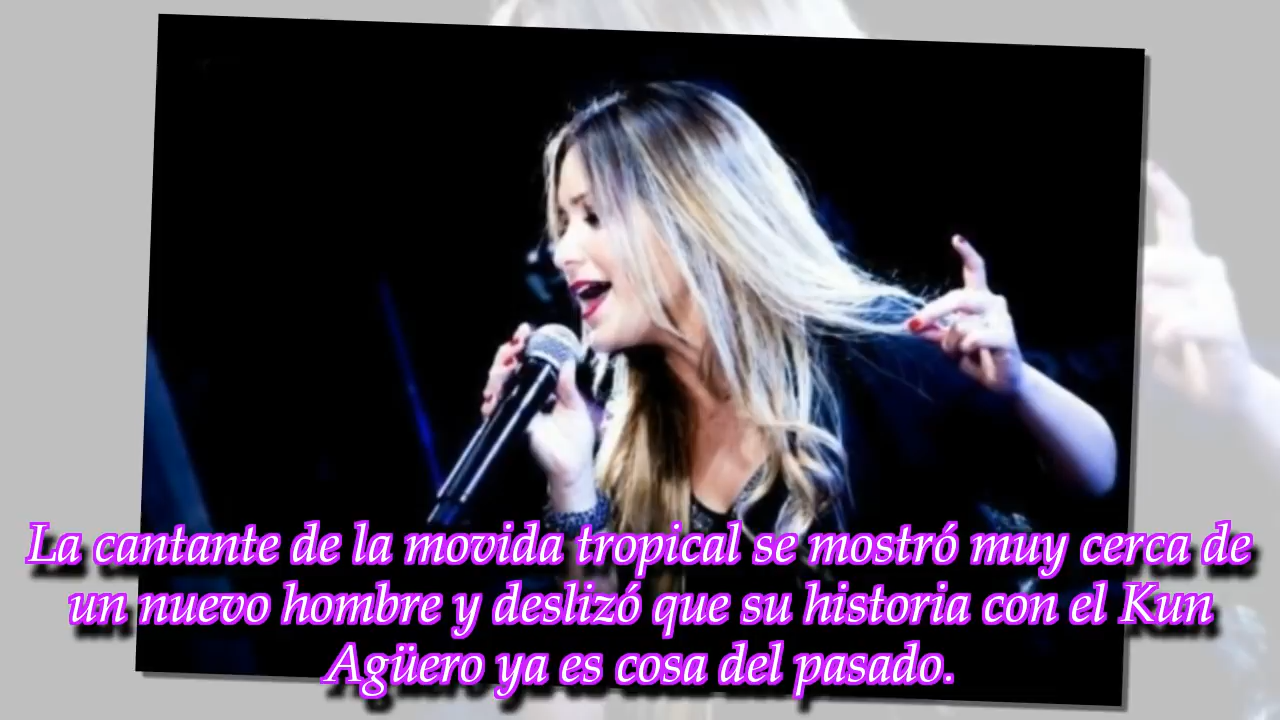 La cantante de la movida tropical se mostró muy cerca de
un nuevo hombre y deslizó que su historia con el Kun
Agüero ya es cosa del pasado.